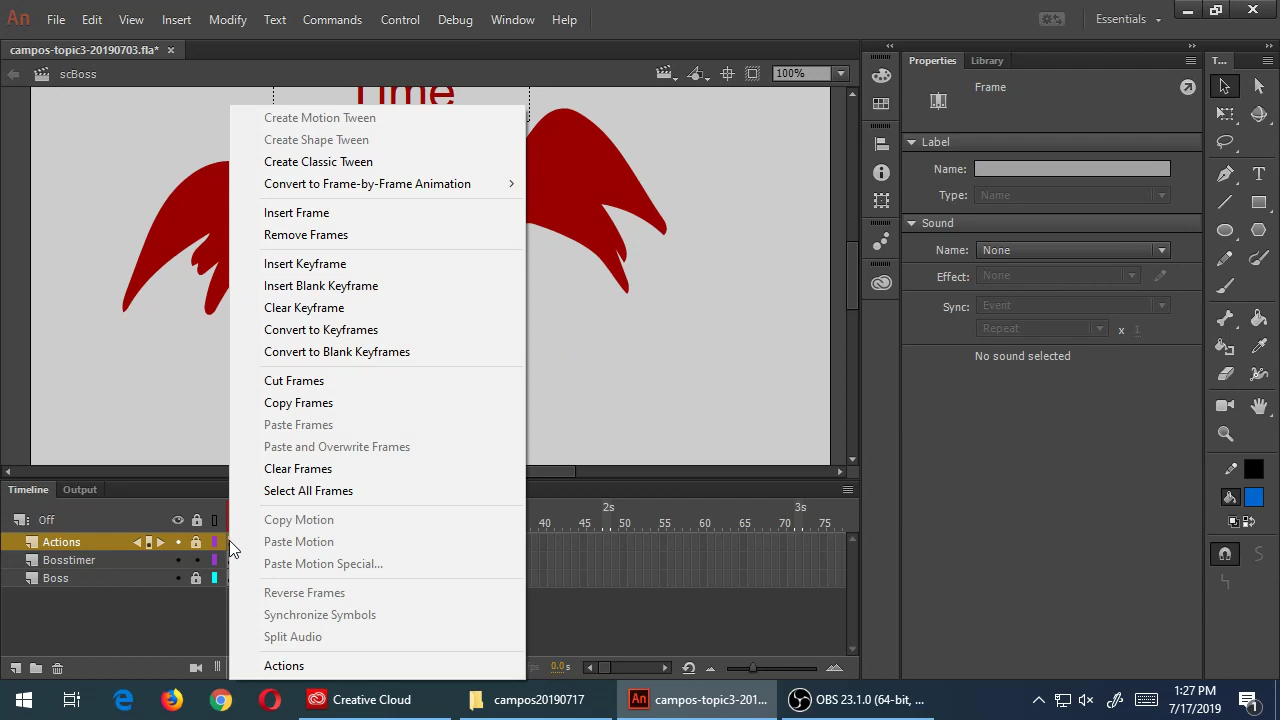 An File Edit View Insert Modify Text Commands Control Debug Window Help Essentials
campos-topic3-20190703.fla* ×
scBoss 100%
Time
Create Motion Tween
Create Shape Tween
Create Classic Tween
Convert to Frame-by-Frame Animation
Insert Frame
Remove Frames
Insert Keyframe
Insert Blank Keyframe
Clear Keyframe
Convert to Keyframes
Convert to Blank Keyframes
Cut Frames
Copy Frames
Paste Frames
Paste and Overwrite Frames
Clear Frames
Select All Frames
Copy Motion
Paste Motion
Paste Motion Special...
Reverse Frames
Synchronize Symbols
Split Audio
Actions
Properties Library
Frame
Label
Name:
Type: Name
Sound
Name: None
Effect: None
Sync: Event
Repeat x 1
No sound selected
T...
Timeline Output
2s 3s
Off 40 45 50 55 60 65 70 75
Actions
Bosstimer
Boss
0.0 s
Creative Cloud campos20190717 An campos-topic3-201... OBS 23.1.0 (64-bit, ...
1:27 PM
7/17/2019
1